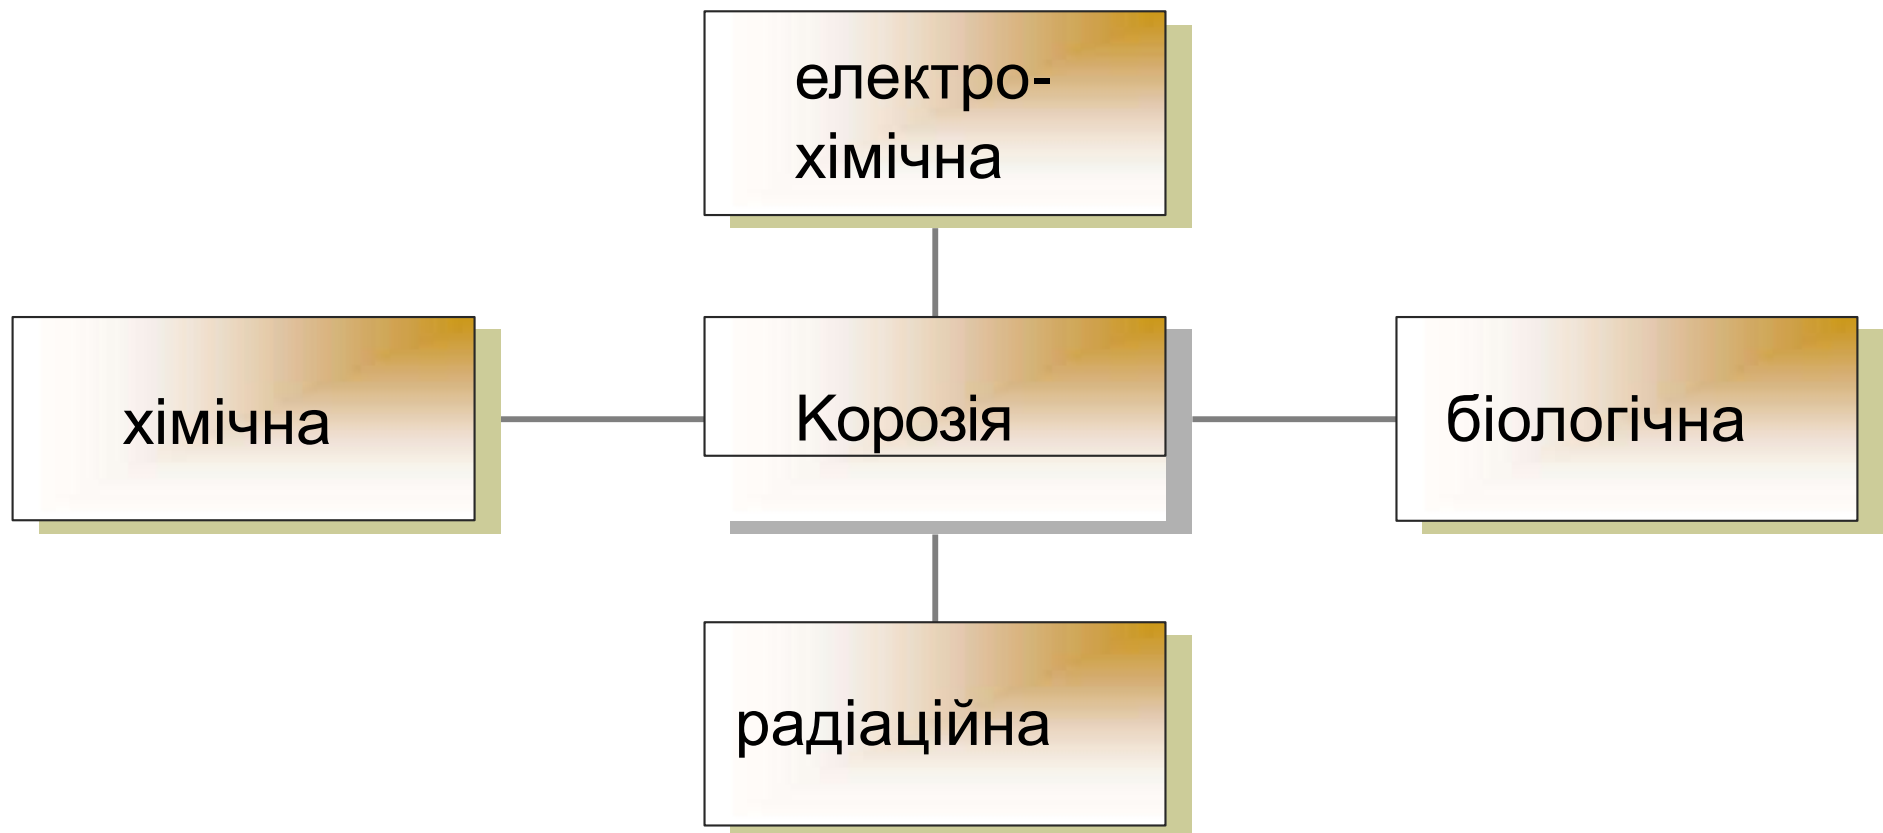 електро-
хімічна
хімічна
Корозія
біологічна
радіаційна